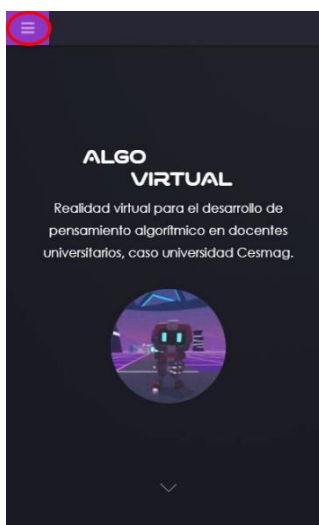 ALGO
VIRTUAL
Realidad virtual para el desarrollo de
pensamiento algorítmico en docentes
universitarios, caso universidad Cesmag.